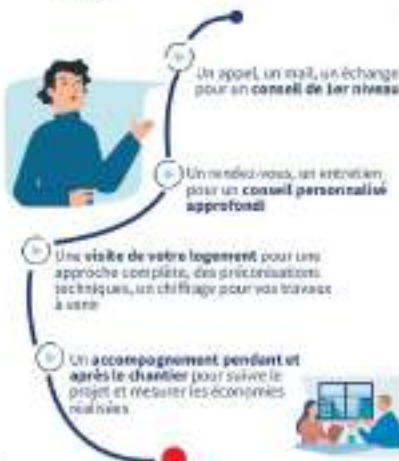 Un appel, un mail, un échange
pour un conseil de 1er niveau
Un rendez-vous, un entretien
pour un conseil personnalisé
approfondi
Une visite de votre logement pour une
approche complète, des préconisations
techniques, un chiffrage pour vos travaux
à venir
Un accompagnement pendant et
après le chantier pour suivre le
projet et mesurer les économies
réalisées